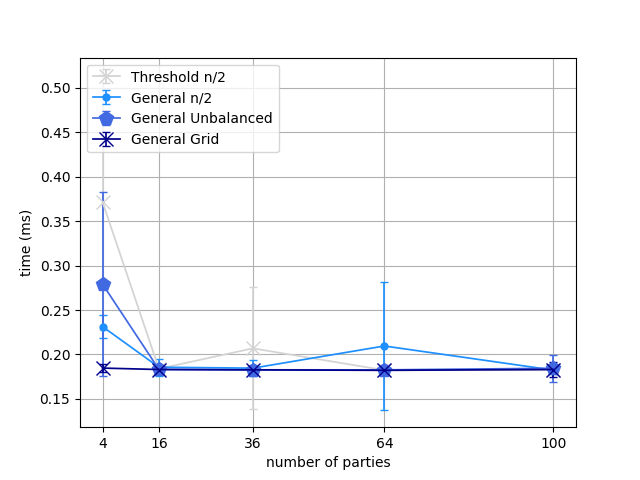 Threshold n/2
General n/2
General Unbalanced
General Grid
0.50
0.45
0.40
0.35
0.30
0.25
0.20
0.15
time (ms)
4 16 36 64 100
number of parties